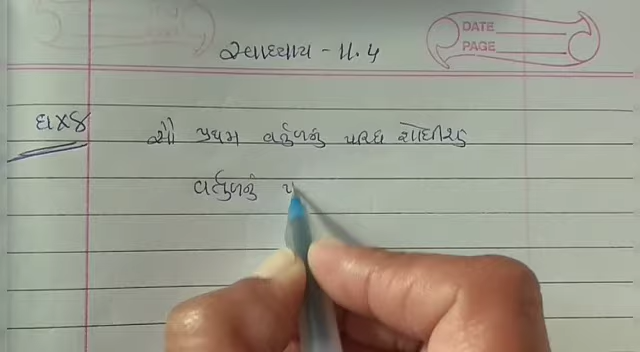 DATE
PAGE
સ્વાધ્યાય - 11.4
દાખલ
સૌ પ્રથમ વર્તુળનું પરિઘ શોધીશું
વર્તુળનું પ